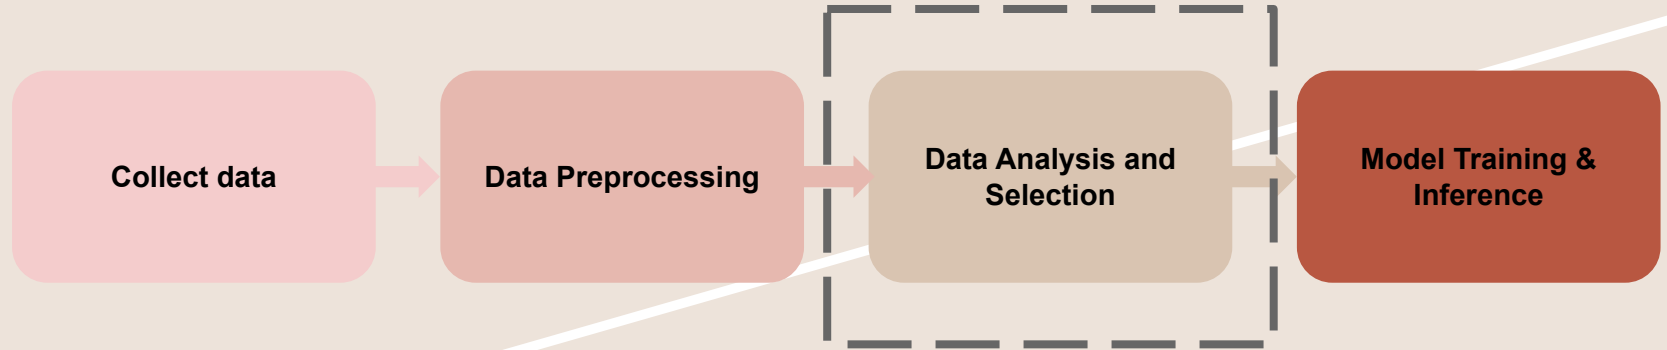 Collect data
Data Preprocessing
Data Analysis and
Selection
Model Training &
Inference